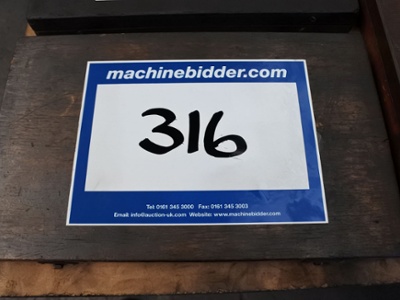 machinebidder.com
316
Tel: 0161 345 3000 Fax: 0161 345 3003
Email: info@auction-uk.com Website: www.machinebidder.com